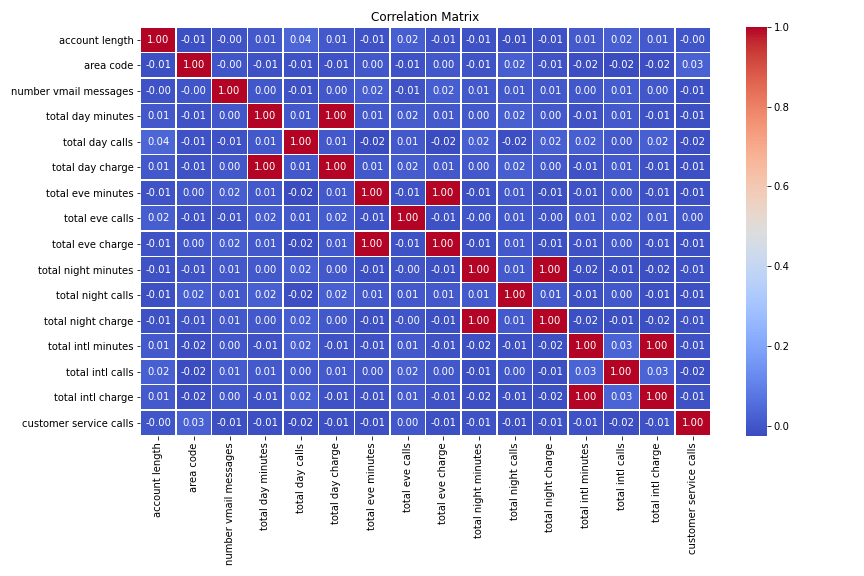 Correlation Matrix
account length 1.00 -0.01 -0.00 0.01 0.04 0.01 -0.01 0.02 -0.01 -0.01 -0.01 -0.01 0.01 0.02 0.01 -0.00
area code -0.01 1.00 -0.00 -0.01 -0.01 -0.01 0.00 -0.01 0.00 -0.01 0.02 -0.01 -0.02 -0.02 -0.02 0.03
number vmail messages -0.00 -0.00 1.00 0.00 -0.01 0.00 0.02 -0.01 0.02 0.01 0.01 0.01 0.00 0.01 0.00 -0.01
total day minutes 0.01 -0.01 0.00 1.00 0.01 1.00 0.01 0.02 0.01 0.00 0.02 0.00 -0.01 0.01 -0.01 -0.01
total day calls 0.04 -0.01 -0.01 0.01 1.00 0.01 -0.02 0.01 -0.02 0.02 -0.02 0.02 0.02 0.00 0.02 -0.02
total day charge 0.01 -0.01 0.00 1.00 0.01 1.00 0.01 0.02 0.01 0.00 0.02 0.00 -0.01 0.01 -0.01 -0.01
total eve minutes -0.01 0.00 0.02 0.01 -0.02 0.01 1.00 -0.01 1.00 -0.01 0.01 -0.01 -0.01 0.00 -0.01 -0.01
total eve calls 0.02 -0.01 -0.01 0.02 0.01 0.02 -0.01 1.00 -0.01 -0.00 0.01 -0.00 0.01 0.02 0.01 0.00
total eve charge -0.01 0.00 0.02 0.01 -0.02 0.01 1.00 -0.01 1.00 -0.01 0.01 -0.01 -0.01 0.00 -0.01 -0.01
total night minutes -0.01 -0.01 0.01 0.00 0.02 0.00 -0.01 -0.00 -0.01 1.00 0.01 1.00 -0.02 -0.01 -0.02 -0.01
total night calls -0.01 0.02 0.01 0.02 -0.02 0.02 0.01 0.01 0.01 0.01 1.00 0.01 -0.01 0.00 -0.01 -0.01
total night charge -0.01 -0.01 0.01 0.00 0.02 0.00 -0.01 -0.00 -0.01 1.00 0.01 1.00 -0.02 -0.01 -0.02 -0.01
total intl minutes 0.01 -0.02 0.00 -0.01 0.02 -0.01 -0.01 0.01 -0.01 -0.02 -0.01 -0.02 1.00 0.03 1.00 -0.01
total intl calls 0.02 -0.02 0.01 0.01 0.00 0.01 0.00 0.02 0.00 -0.01 0.00 -0.01 0.03 1.00 0.03 -0.02
total intl charge 0.01 -0.02 0.00 -0.01 0.02 -0.01 -0.01 0.01 -0.01 -0.02 -0.01 -0.02 1.00 0.03 1.00 -0.01
customer service calls -0.00 0.03 -0.01 -0.01 -0.02 -0.01 -0.01 0.00 -0.01 -0.01 -0.01 -0.01 -0.01 -0.02 -0.01 1.00
account length
area code
number vmail messages
total day minutes
total day calls
total day charge
total eve minutes
total eve calls
total eve charge
total night minutes
total night calls
total night charge
total intl minutes
total intl calls
total intl charge
customer service calls
1.0
0.8
0.6
0.4
0.2
0.0